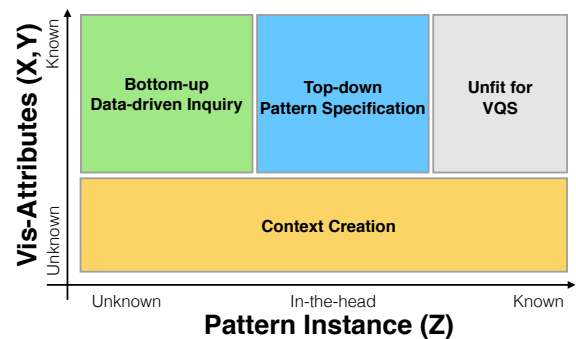 Vis-Attributes (X,Y)
Known
Unknown
Bottom-up
Data-driven Inquiry
Top-down
Pattern Specification
Unfit for
VQS
Context Creation
Unknown
In-the-head
Known
Pattern Instance (Z)